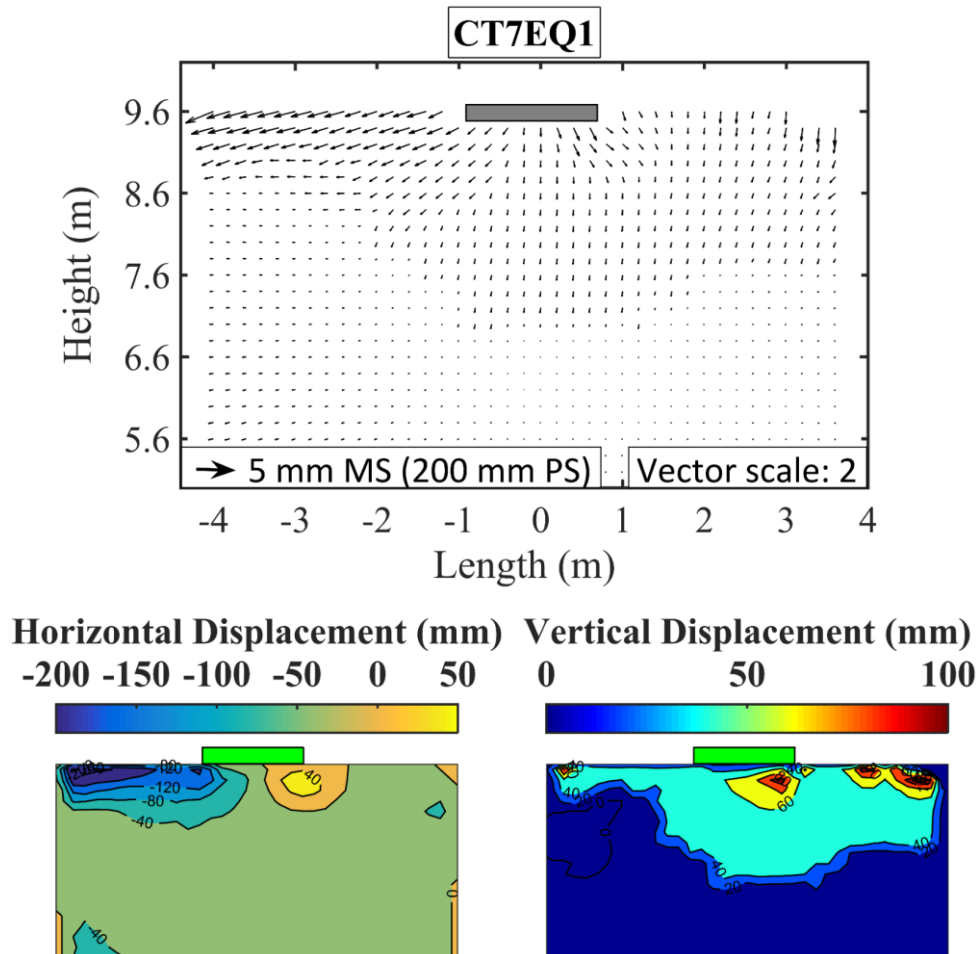 CT7EQ1
9.6
8.6
7.6
6.6
5.6
Height (m)
5 mm MS (200 mm PS)
Vector scale: 2
-4 -3 -2 -1 0 1 2 3 4
Length (m)
Horizontal Displacement (mm) Vertical Displacement (mm)
-200 -150 -100 -50 0 50
0 50 100
40
-120
-80
-40
-40
0
60
40
20
0
40
20